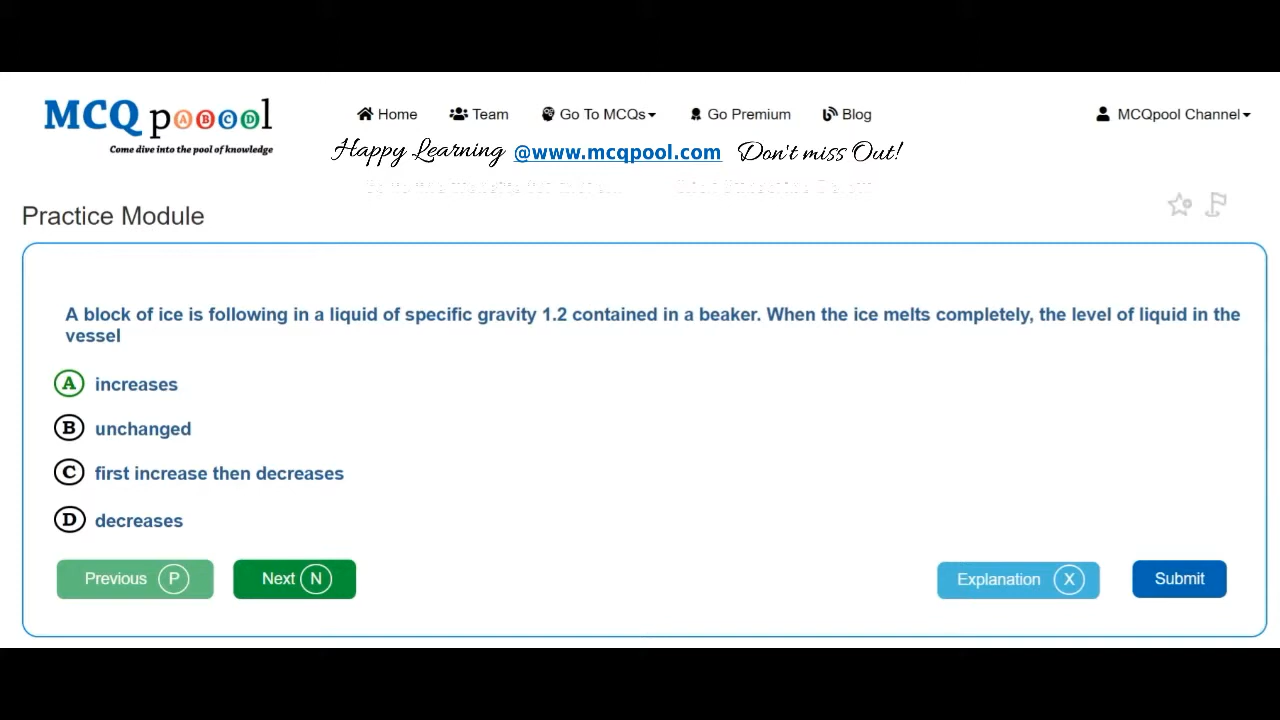 MCQ pooool
Come dive into the pool of knowledge
Home Team Go To MCQs Go Premium Blog MCQpool Channel
Happy Learning @www.mcqpool.com Don't miss Out!
Practice Module
A block of ice is following in a liquid of specific gravity 1.2 contained in a beaker. When the ice melts completely, the level of liquid in the
vessel
A increases
B unchanged
C first increase then decreases
D decreases
Previous P Next N Explanation X Submit